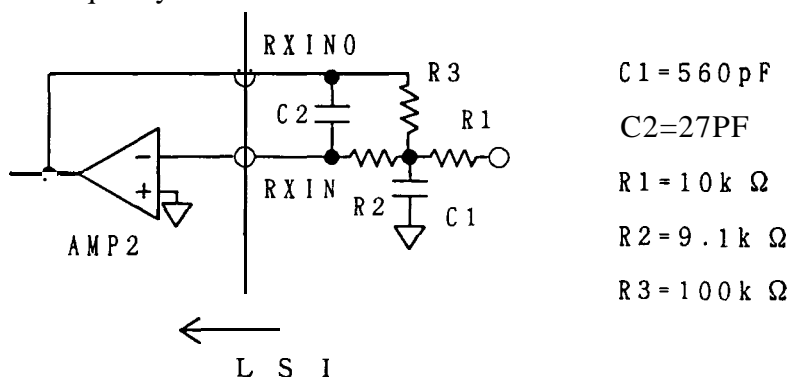 RXINO
R3
C2
R1
RXIN
R2
C1
AMP2
LSI
C1=560pF
C2=27PF
R1=10kΩ
R2=9.1kΩ
R3=100kΩ